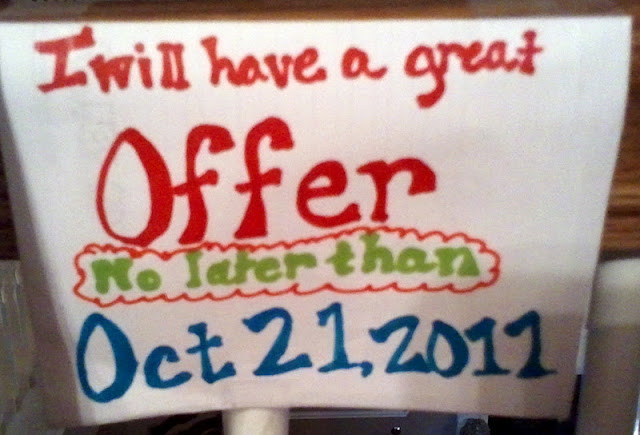 I will have a great
Offer
No later than
Oct 21, 2011